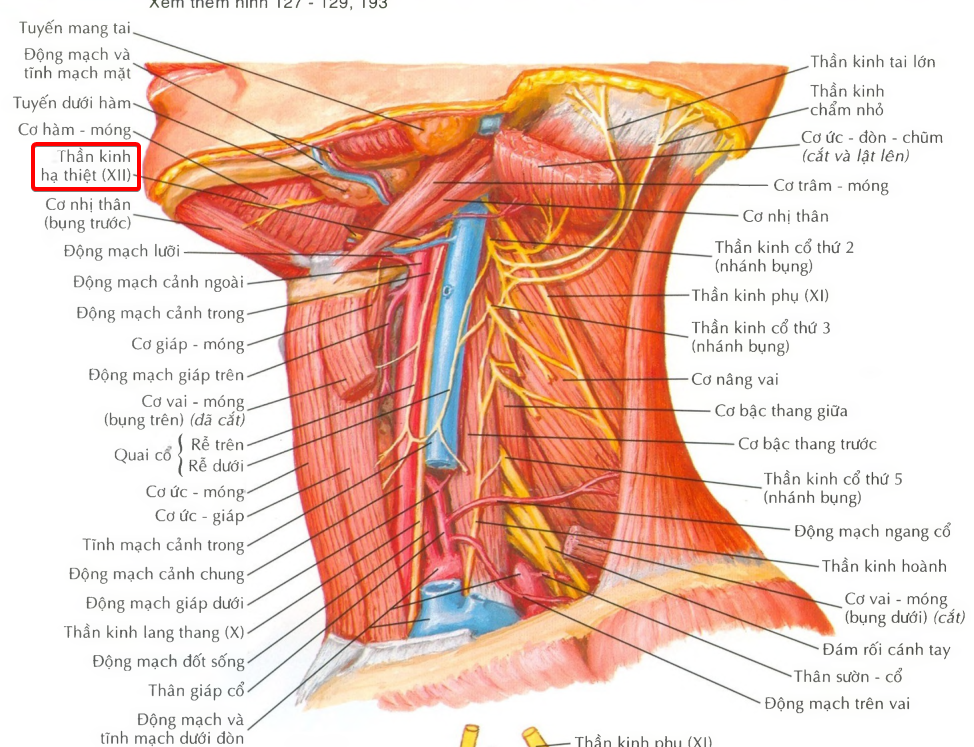 Xem thêm hình 127 - 129, 193
Tuyến mang tai
Động mạch và
tĩnh mạch mặt
Tuyến dưới hàm
Cơ hàm - móng
Thần kinh
hạ thiệt (XII)
Cơ nhị thân
(bụng trước)
Động mạch lưỡi
Động mạch cảnh ngoài
Động mạch cảnh trong
Cơ giáp - móng
Động mạch giáp trên
Cơ vai - móng
(bụng trên) (đã cắt)
Quai cổ { Rễ trên
Rễ dưới
Cơ ức - móng
Cơ ức - giáp
Tĩnh mạch cảnh trong
Động mạch cảnh chung
Động mạch giáp dưới
Thần kinh lang thang (X)
Động mạch đốt sống
Thân giáp cổ
Động mạch và
tĩnh mạch dưới đòn
Thần kinh tai lớn
Thần kinh
chẩm nhỏ
Cơ ức - đòn - chũm
(cắt và lật lên)
Cơ trâm - móng
Cơ nhị thân
Thần kinh cổ thứ 2
(nhánh bụng)
Thần kinh phụ (XI)
Thần kinh cổ thứ 3
(nhánh bụng)
Cơ nâng vai
Cơ bậc thang giữa
Cơ bậc thang trước
Thần kinh cổ thứ 5
(nhánh bụng)
Động mạch ngang cổ
Thần kinh hoành
Cơ vai - móng
(bụng dưới) (cắt)
Đám rối cánh tay
Thân sườn - cổ
Động mạch trên vai
Thần kinh phụ (XI)